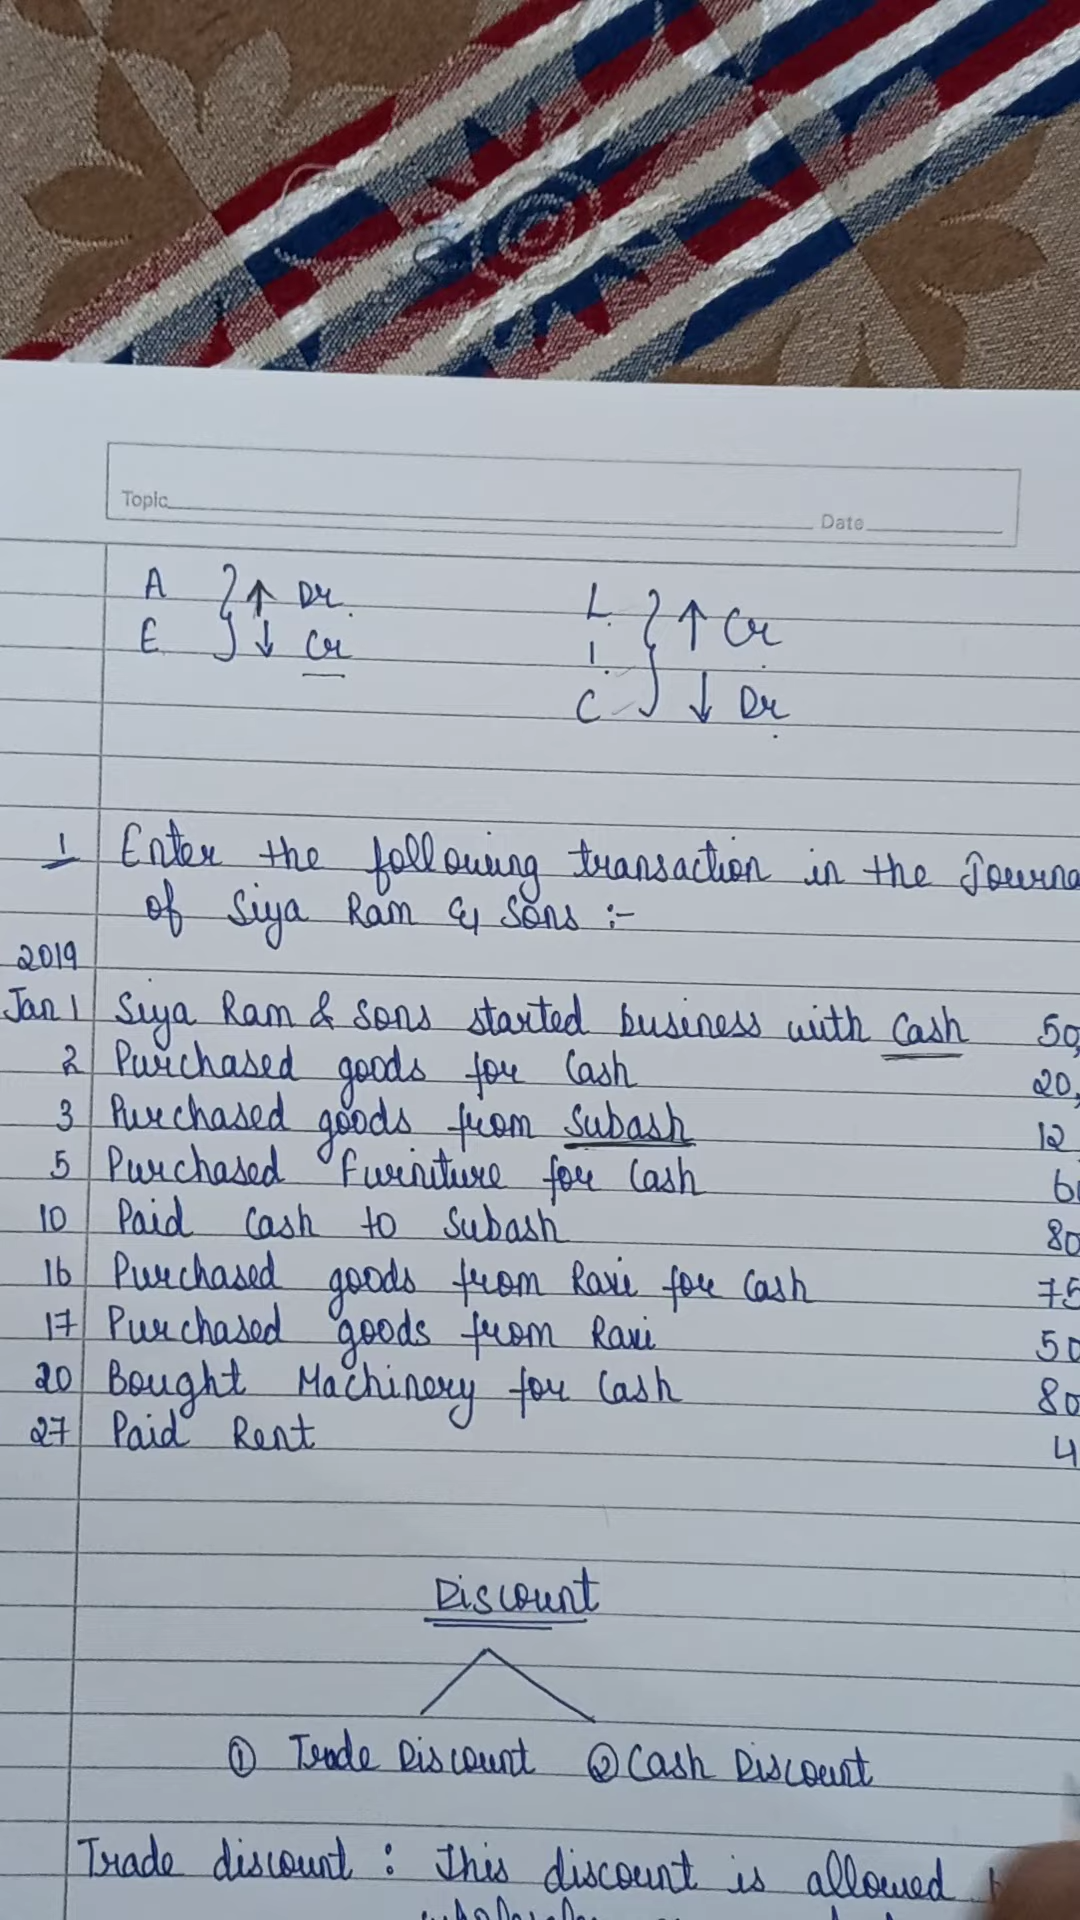 Topic Date
A ↑ Dr. L
E ↓ Cr I ↑ Cr
C ↓ Dr
1 Enter the following transaction in the Journa
of Siya Ram & Sons :-
2019
Jan 1 Siya Ram & Sons started business with Cash 50,
2 Purchased goods for Cash 20,
3 Purchased goods from Subash 12
5 Purchased Furniture for Cash 6
10 Paid Cash to Subash 80
16 Purchased goods from Ravi for Cash 75
17 Purchased goods from Ravi 50
20 Bought Machinery for Cash 80
27 Paid Rent 4
Discount
① Trade Discount ② Cash Discount
Trade discount : This discount is allowed